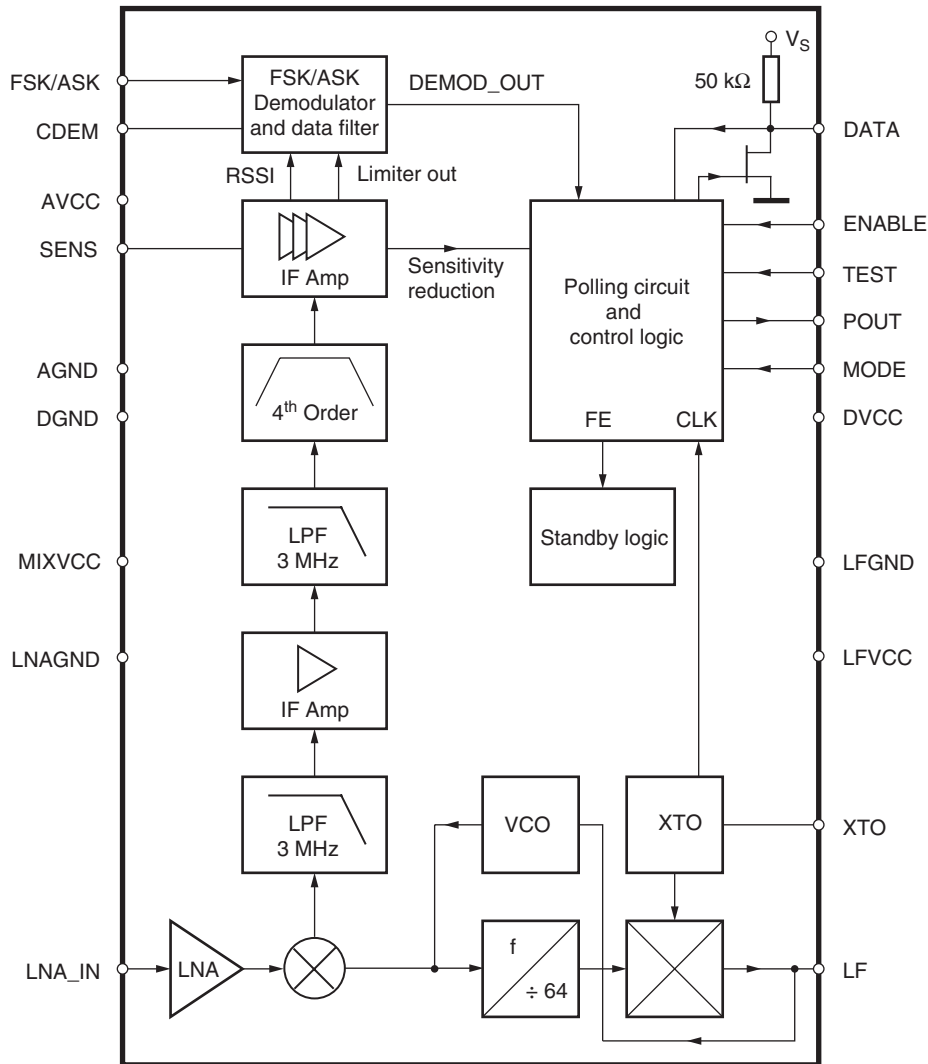 V_S
FSK/ASK
FSK/ASK
Demodulator
and data filter
DEMOD_OUT
50 kΩ
CDEM
DATA
RSSI
Limiter out
AVCC
SENS
IF Amp
Sensitivity
reduction
Polling circuit
and
control logic
FE
CLK
ENABLE
TEST
POUT
MODE
DVCC
AGND
DGND
4th Order
LPF
3 MHz
Standby logic
MIXVCC
LFGND
LNAGND
LFVCC
IF Amp
LPF
3 MHz
VCO
XTO
XTO
LNA_IN
LNA
f
÷ 64
LF